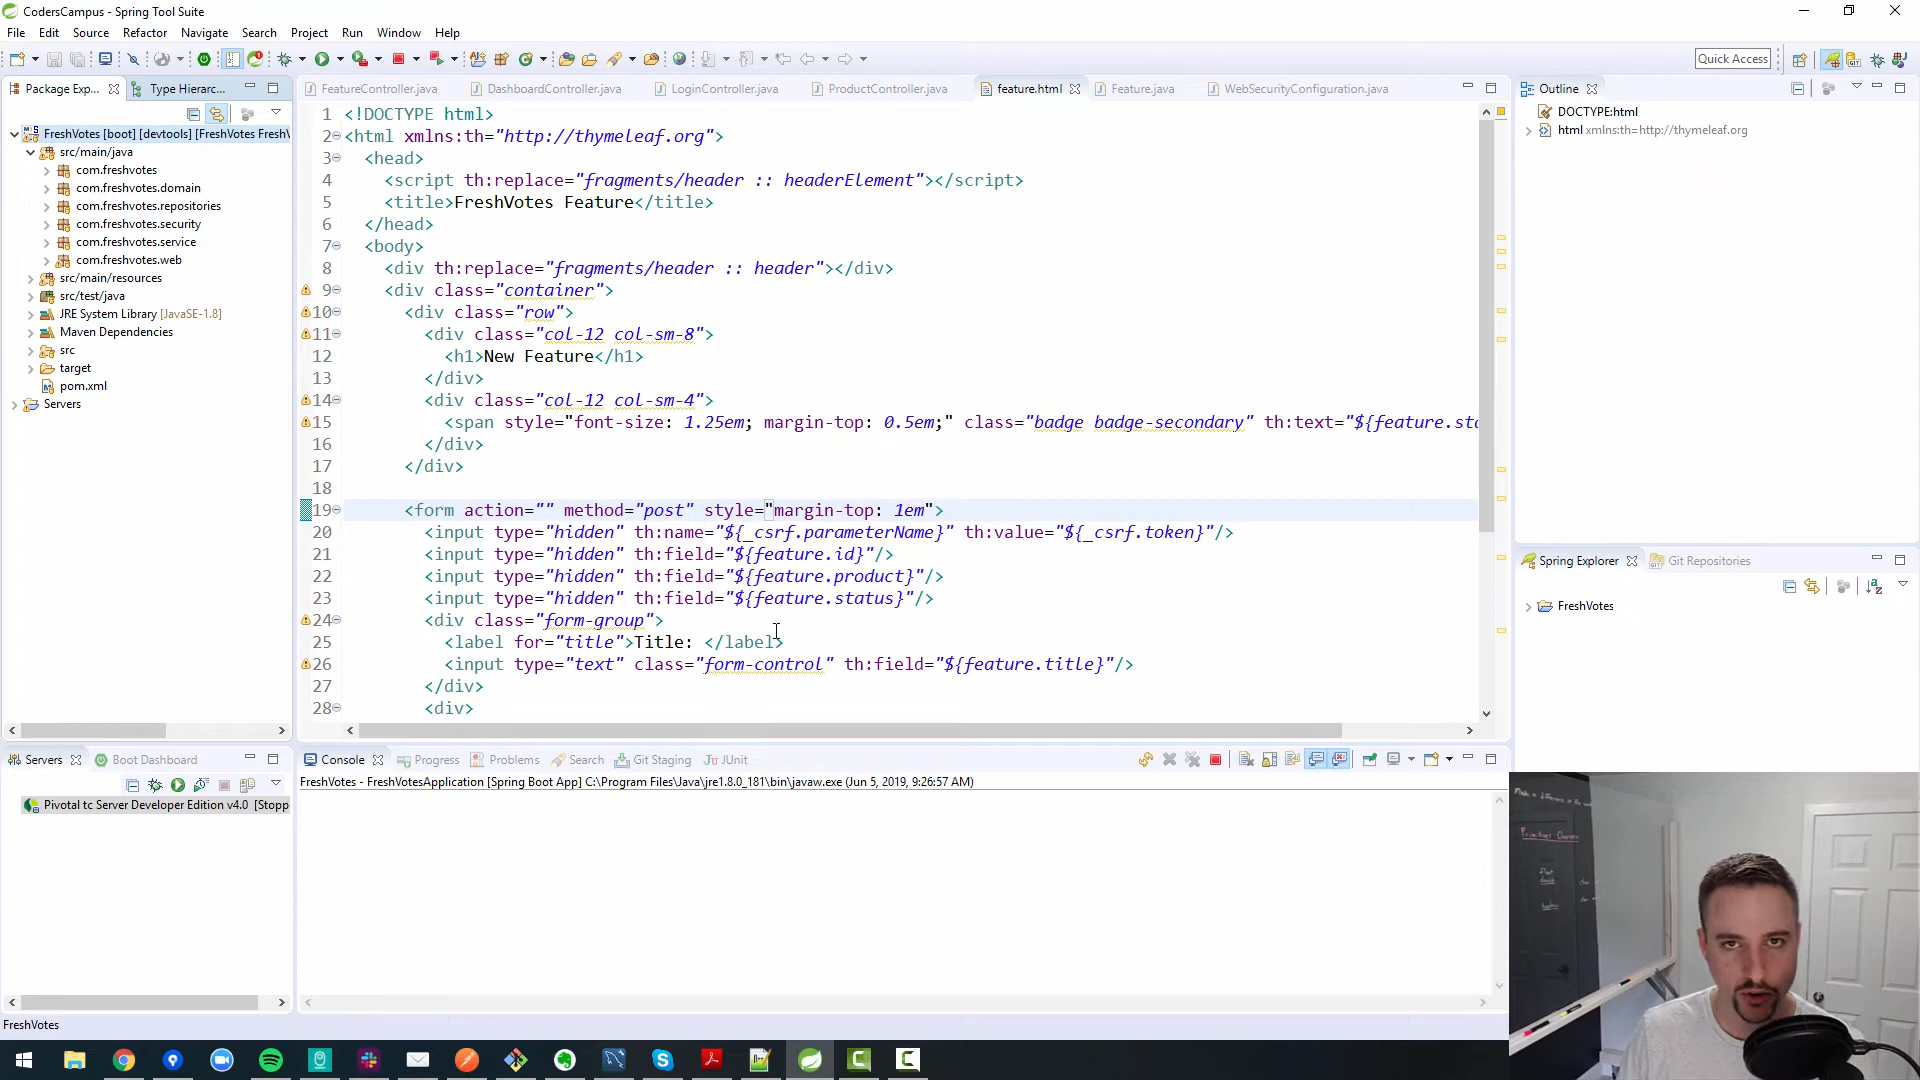 CodersCampus - Spring Tool Suite
File Edit Source Refactor Navigate Search Project Run Window Help
Quick Access
Package Exp...
Type Hierarc...
FreshVotes [boot] [devtools] [FreshVotes FreshV
src/main/java
com.freshvotes
com.freshvotes.domain
com.freshvotes.repositories
com.freshvotes.security
com.freshvotes.service
com.freshvotes.web
src/main/resources
src/test/java
JRE System Library [JavaSE-1.8]
Maven Dependencies
src
target
pom.xml
Servers
FeatureController.java DashboardController.java LoginController.java ProductController.java feature.html Feature.java WebSecurityConfiguration.java
1 <!DOCTYPE html>
2 <html xmlns:th="http://thymeleaf.org">
3 <head>
4 <script th:replace="fragments/header :: headerElement"></script>
5 <title>FreshVotes Feature</title>
6 </head>
7 <body>
8 <div th:replace="fragments/header :: header"></div>
9 <div class="container">
10 <div class="row">
11 <div class="col-12 col-sm-8">
12 <h1>New Feature</h1>
13 </div>
14 <div class="col-12 col-sm-4">
15 <span style="font-size: 1.25em; margin-top: 0.5em;" class="badge badge-secondary" th:text="${feature.sta
16 </div>
17 </div>
18
19 <form action="" method="post" style="margin-top: 1em">
20 <input type="hidden" th:name="${_csrf.parameterName}" th:value="${_csrf.token}"/>
21 <input type="hidden" th:field="${feature.id}"/>
22 <input type="hidden" th:field="${feature.product}"/>
23 <input type="hidden" th:field="${feature.status}"/>
24 <div class="form-group">
25 <label for="title">Title: </label>
26 <input type="text" class="form-control" th:field="${feature.title}"/>
27 </div>
28 <div>
Outline
DOCTYPE:html
html xmlns:th=http://thymeleaf.org
Spring Explorer
Git Repositories
FreshVotes
Servers
Boot Dashboard
Pivotal tc Server Developer Edition v4.0 [Stopp
Console Progress Problems Search Git Staging JUnit
FreshVotes - FreshVotesApplication [Spring Boot App] C:\Program Files\Java\jre1.8.0_181\bin\javaw.exe (Jun 5, 2019, 9:26:57 AM)
FreshVotes